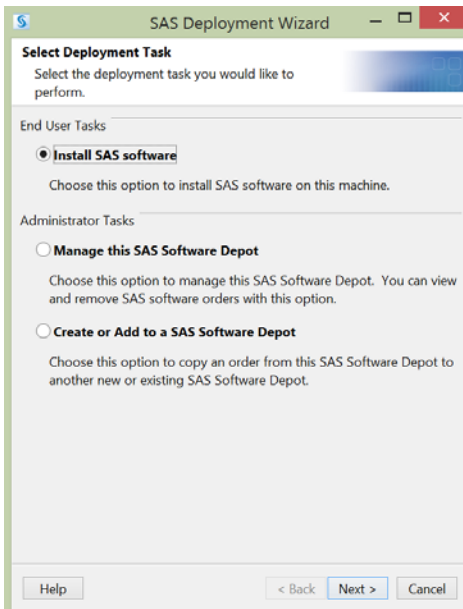 SAS Deployment Wizard
Select Deployment Task
Select the deployment task you would like to
perform.
End User Tasks
Install SAS software
Choose this option to install SAS software on this machine.
Administrator Tasks
Manage this SAS Software Depot
Choose this option to manage this SAS Software Depot. You can view
and remove SAS software orders with this option.
Create or Add to a SAS Software Depot
Choose this option to copy an order from this SAS Software Depot to
another new or existing SAS Software Depot.
Help
< Back
Next >
Cancel